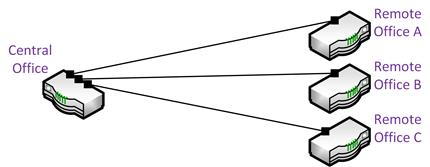 Remote
Office A
Central
Office
Remote
Office B
Remote
Office C